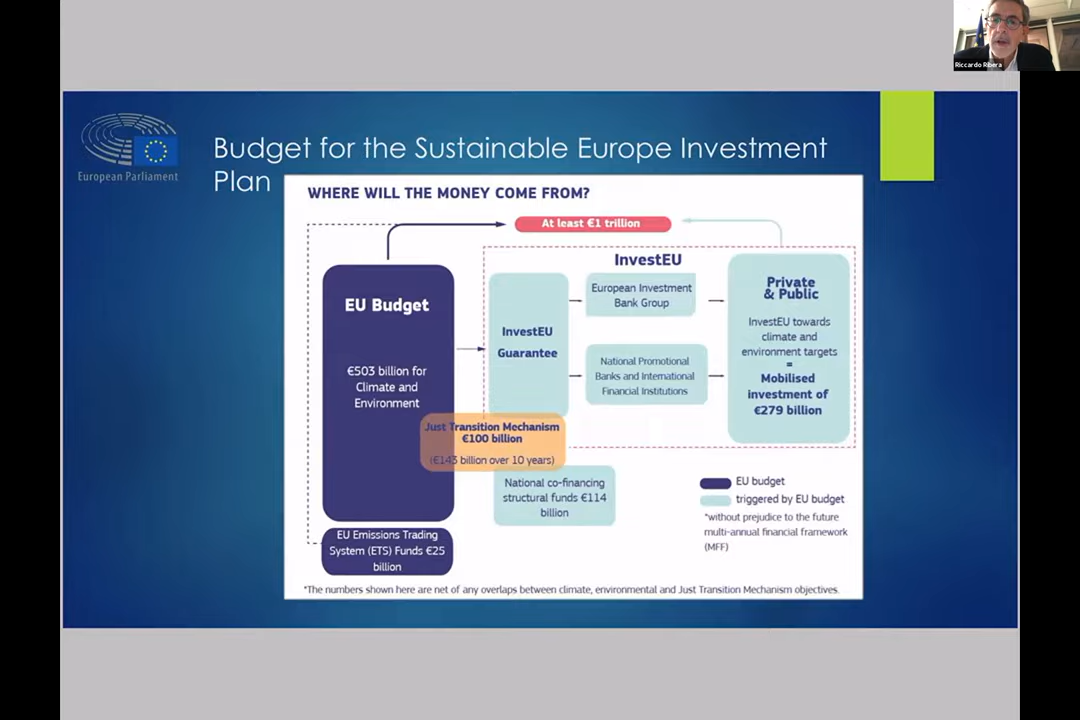 Riccardo Ribera
European Parliament
Budget for the Sustainable Europe Investment
Plan
WHERE WILL THE MONEY COME FROM?
At least €1 trillion
EU Budget
€503 billion for
Climate and
Environment
InvestEU
InvestEU
Guarantee
European Investment
Bank Group
National Promotional
Banks and International
Financial Institutions
Private
& Public
InvestEU towards
climate and
environment targets
=
Mobilised
investment of
€279 billion
Just Transition Mechanism
€100 billion
(€143 billion over 10 years)
National co-financing
structural funds €114
billion
EU Emissions Trading
System (ETS) Funds €25
billion
EU budget
triggered by EU budget
*without prejudice to the future
multi-annual financial framework
(MFF)
*The numbers shown here are net of any overlaps between climate, environmental and Just Transition Mechanism objectives.